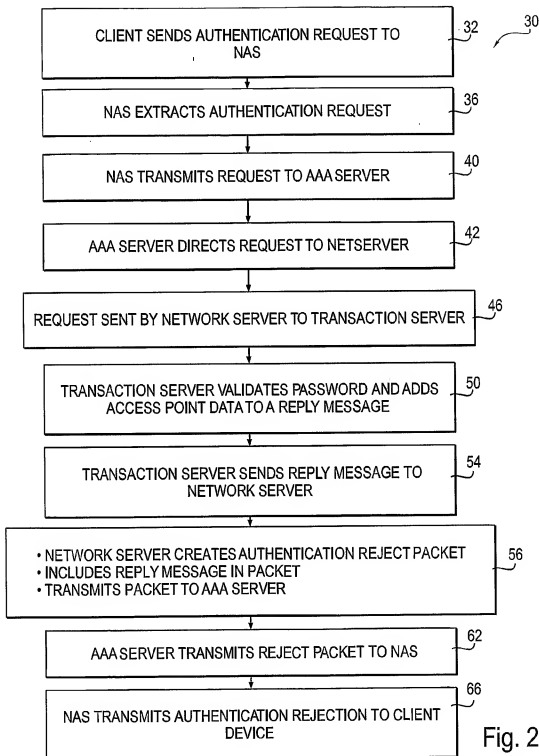 30
CLIENT SENDS AUTHENTICATION REQUEST TO
NAS
32
NAS EXTRACTS AUTHENTICATION REQUEST
36
NAS TRANSMITS REQUEST TO AAA SERVER
40
AAA SERVER DIRECTS REQUEST TO NETSERVER
42
REQUEST SENT BY NETWORK SERVER TO TRANSACTION SERVER
46
TRANSACTION SERVER VALIDATES PASSWORD AND ADDS
ACCESS POINT DATA TO A REPLY MESSAGE
50
TRANSACTION SERVER SENDS REPLY MESSAGE TO
NETWORK SERVER
54
• NETWORK SERVER CREATES AUTHENTICATION REJECT PACKET
• INCLUDES REPLY MESSAGE IN PACKET
• TRANSMITS PACKET TO AAA SERVER
56
AAA SERVER TRANSMITS REJECT PACKET TO NAS
62
NAS TRANSMITS AUTHENTICATION REJECTION TO CLIENT
DEVICE
66
Fig. 2